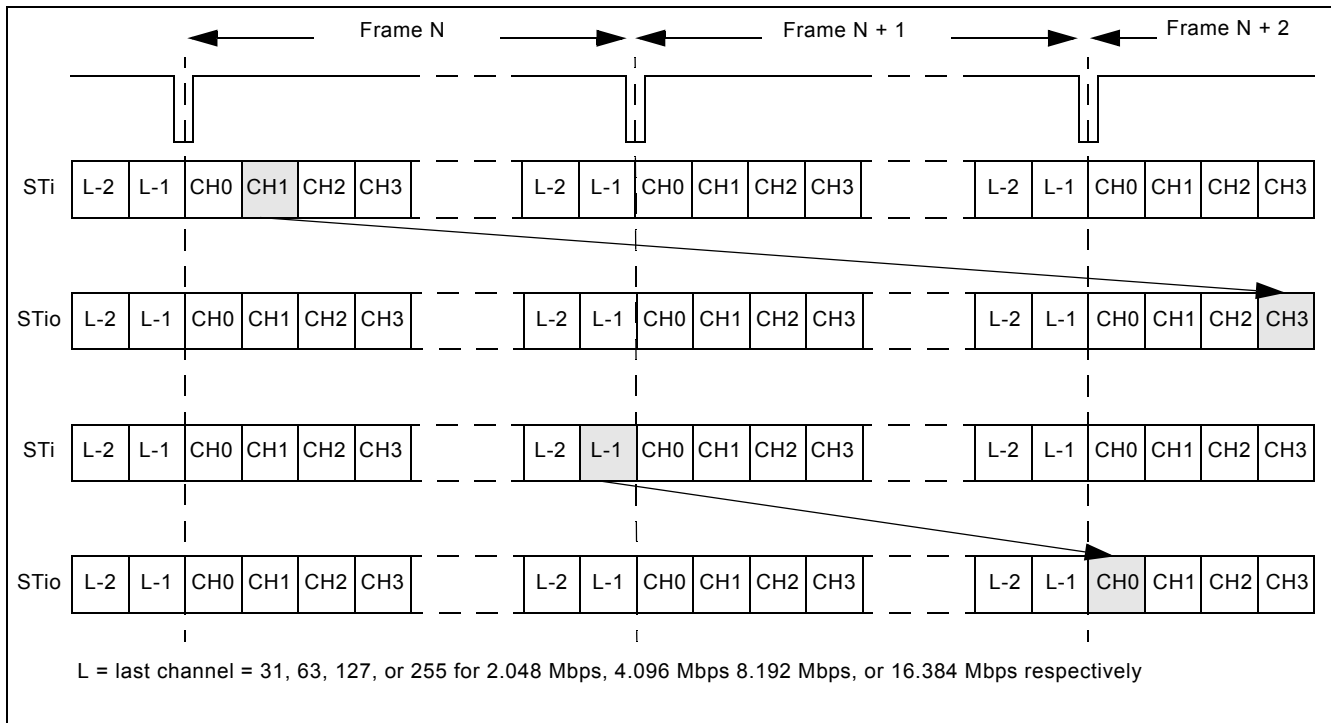 Frame N Frame N + 1 Frame N + 2
STi L-2 L-1 CH0 CH1 CH2 CH3 L-2 L-1 CH0 CH1 CH2 CH3 L-2 L-1 CH0 CH1 CH2 CH3
STio L-2 L-1 CH0 CH1 CH2 CH3 L-2 L-1 CH0 CH1 CH2 CH3 L-2 L-1 CH0 CH1 CH2 CH3
STi L-2 L-1 CH0 CH1 CH2 CH3 L-2 L-1 CH0 CH1 CH2 CH3 L-2 L-1 CH0 CH1 CH2 CH3
STio L-2 L-1 CH0 CH1 CH2 CH3 L-2 L-1 CH0 CH1 CH2 CH3 L-2 L-1 CH0 CH1 CH2 CH3
L = last channel = 31, 63, 127, or 255 for 2.048 Mbps, 4.096 Mbps 8.192 Mbps, or 16.384 Mbps respectively